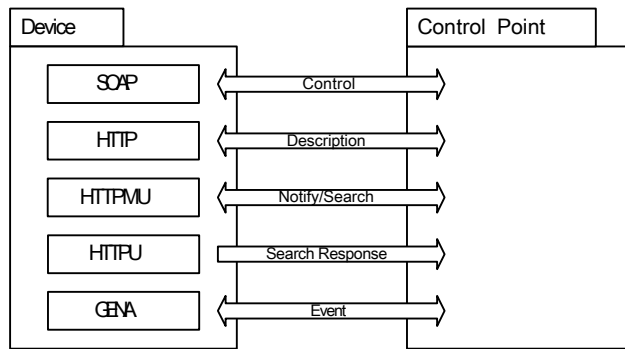 Device
Control Point
SOAP
Control
HTTP
Description
HTTPMU
Notify/Search
HTTPU
Search Response
GENA
Event